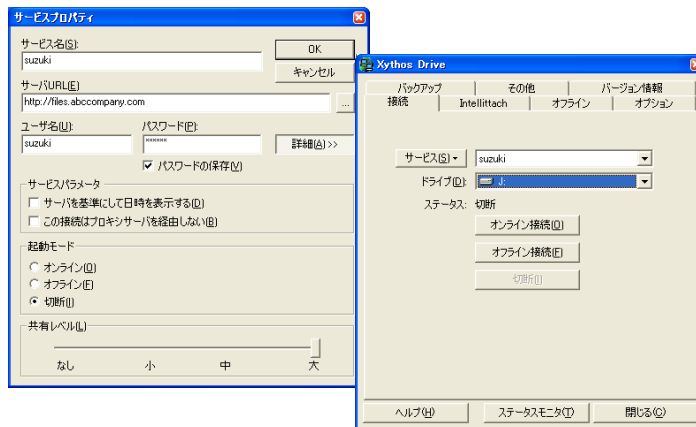 サービスプロパティ
サービス名(S):
suzuki
OK
キャンセル
サーバURL(E)
http://files.abccompany.com
...
ユーザ名(U):
パスワード(P):
suzuki
******
詳細(A) >>
パスワードの保存(V)
サービスパラメータ
サーバを基準にして日時を表示する(D)
この接続はプロキシサーバを経由しない(B)
起動モード
オンライン(O)
オフライン(F)
切断(I)
共有レベル(L)
なし
小
中
大
Xythos Drive
バックアップ
その他
バージョン情報
接続
Intellittach
オフライン
オプション
サービス(S)
suzuki
ドライブ(D):
J:
ステータス:
切断
オンライン接続(O)
オフライン接続(F)
切断(I)
ヘルプ(H)
ステータスモニタ(T)
閉じる(C)